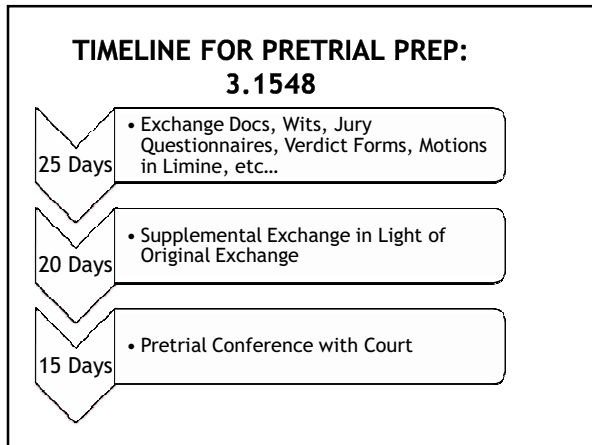 TIMELINE FOR PRETRIAL PREP:
3.1548
25 Days
• Exchange Docs, Wits, Jury
Questionnaires, Verdict Forms, Motions
in Limine, etc…
20 Days
• Supplemental Exchange in Light of
Original Exchange
15 Days
• Pretrial Conference with Court